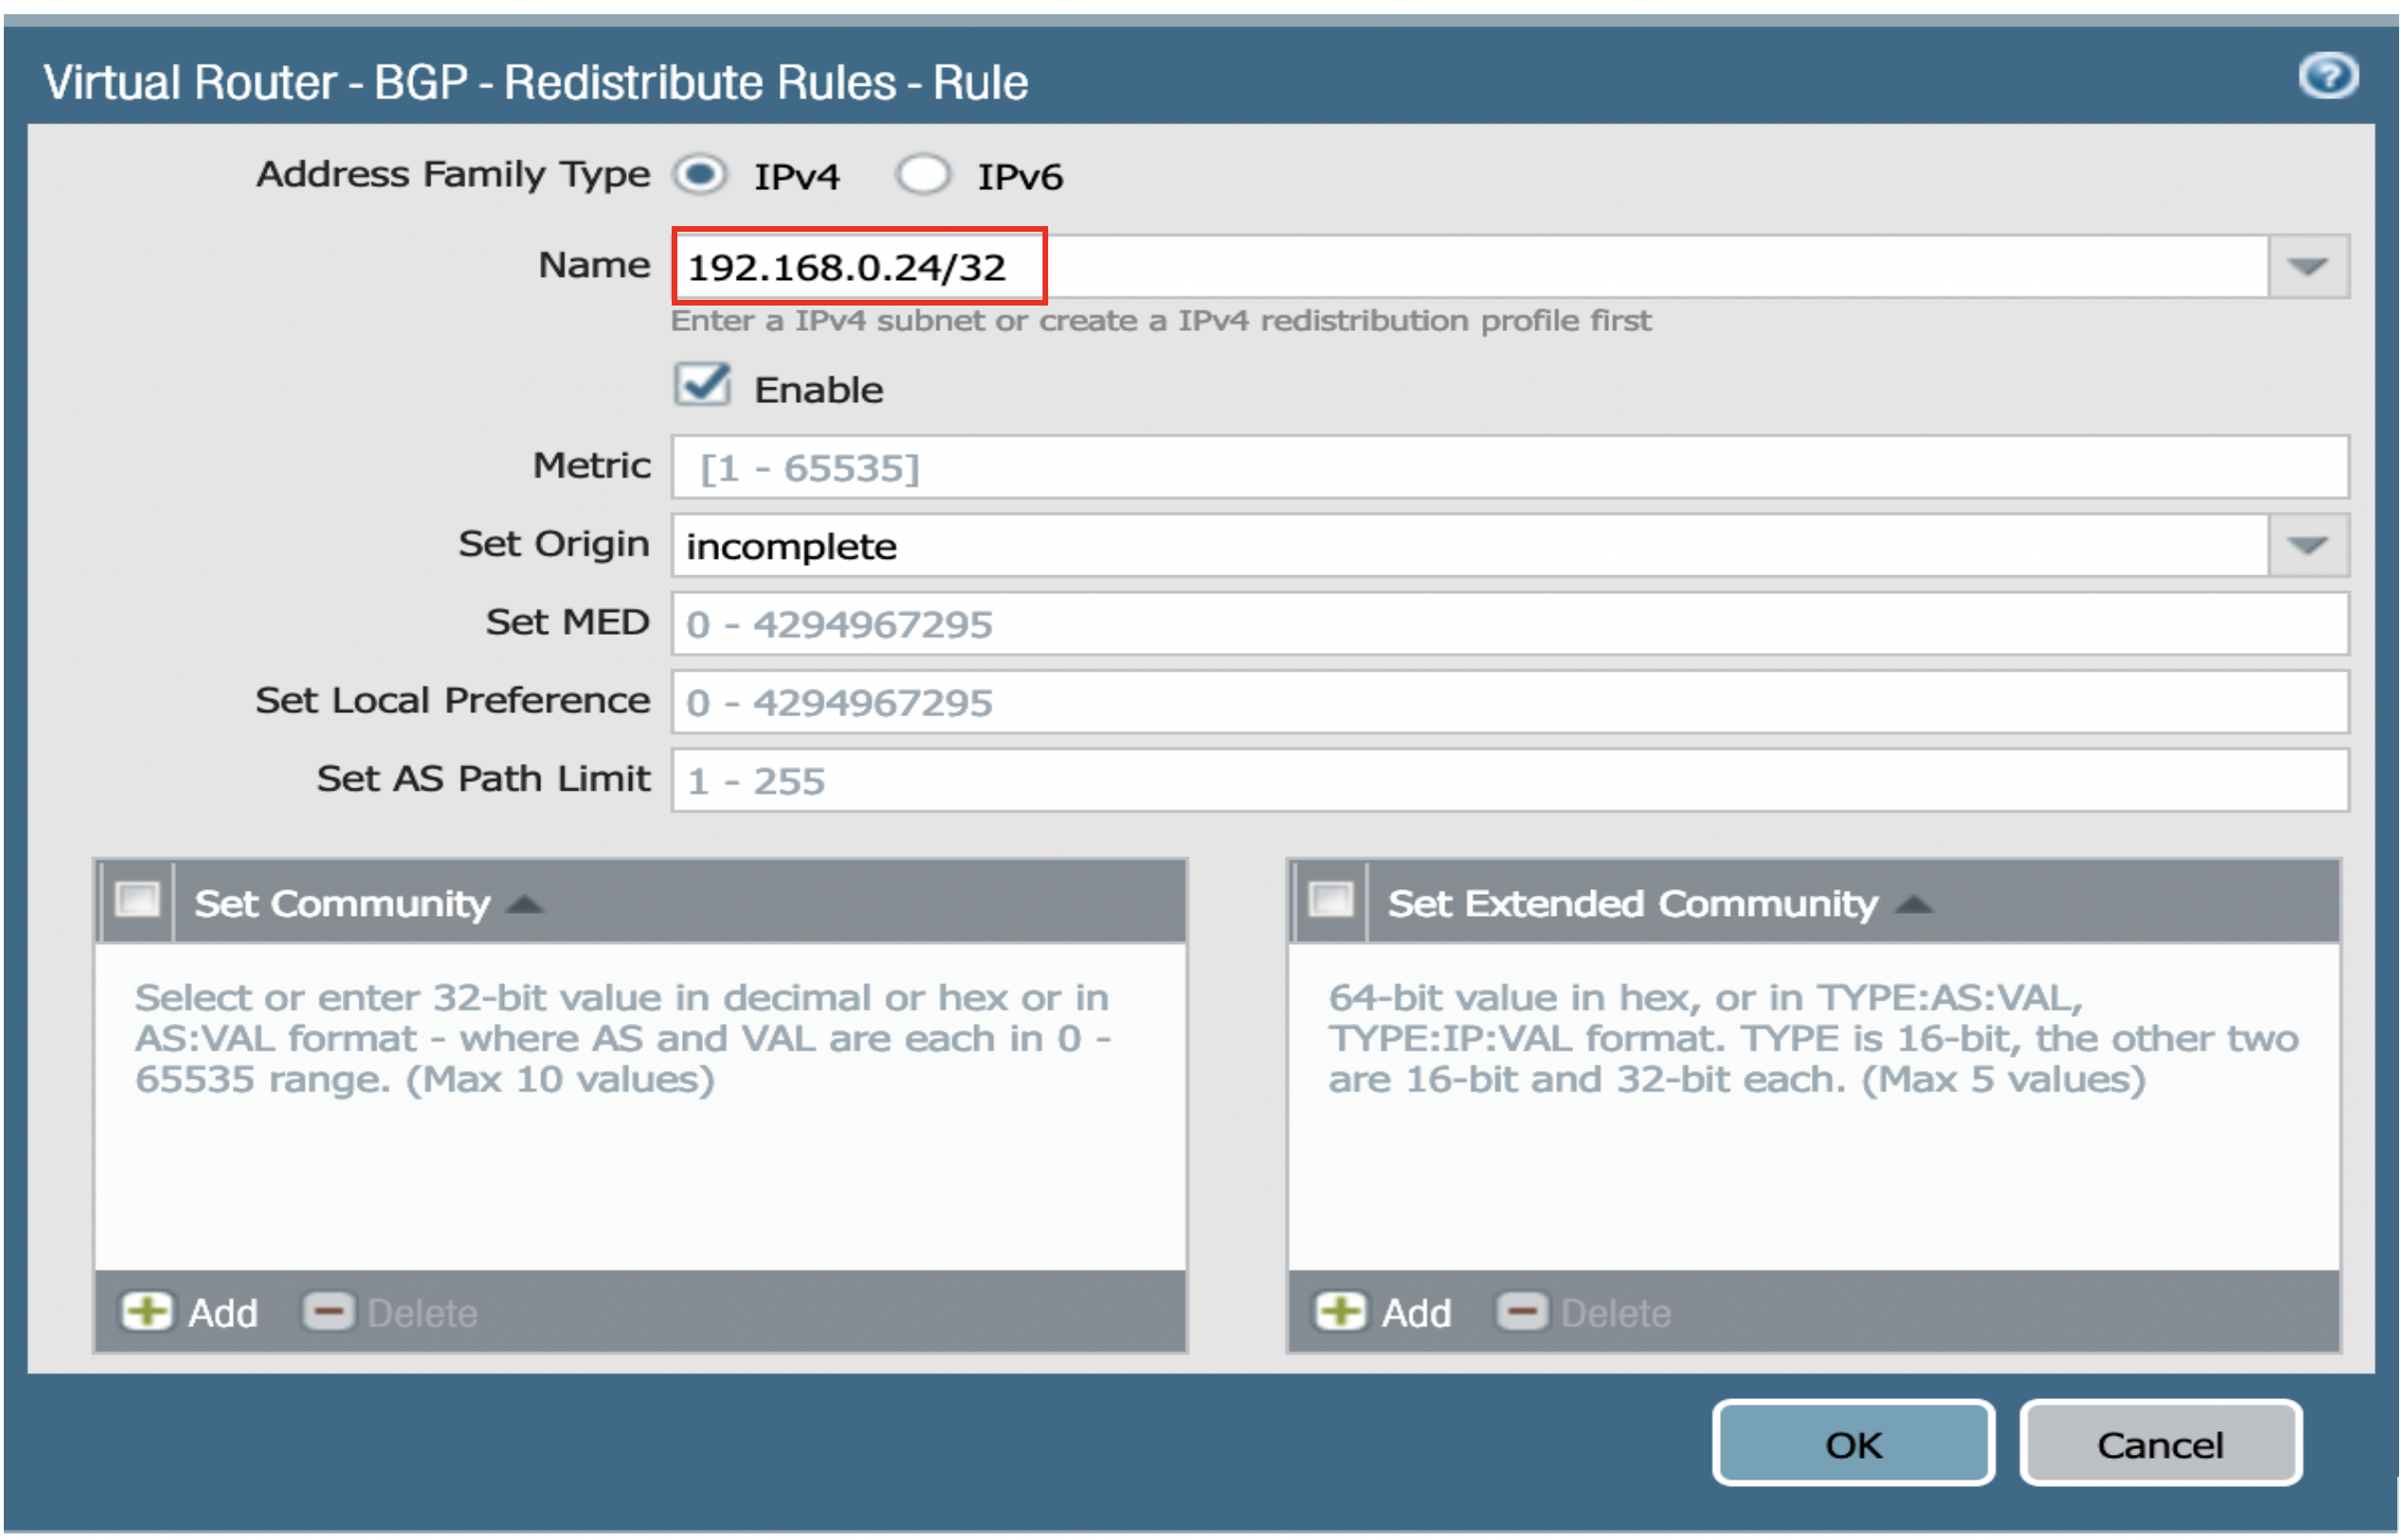 Virtual Router - BGP - Redistribute Rules - Rule
Address Family Type IPv4 IPv6
Name 192.168.0.24/32
Enter a IPv4 subnet or create a IPv4 redistribution profile first
Enable
Metric [1 - 65535]
Set Origin incomplete
Set MED 0 - 4294967295
Set Local Preference 0 - 4294967295
Set AS Path Limit 1 - 255
Set Community
Select or enter 32-bit value in decimal or hex or in
AS:VAL format - where AS and VAL are each in 0 -
65535 range. (Max 10 values)
Add Delete
Set Extended Community
64-bit value in hex, or in TYPE:AS:VAL,
TYPE:IP:VAL format. TYPE is 16-bit, the other two
are 16-bit and 32-bit each. (Max 5 values)
Add Delete
OK Cancel